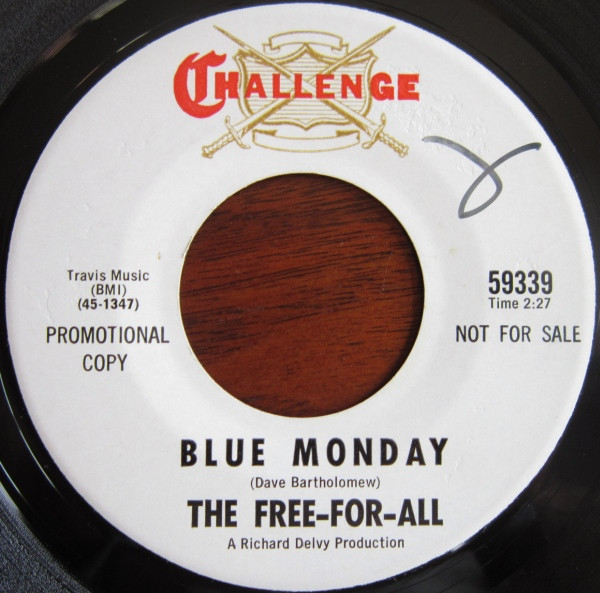 CHALLENGE
Travis Music
(BMI)
(45-1347)
PROMOTIONAL
COPY
59339
Time 2:27
NOT FOR SALE
BLUE MONDAY
(Dave Bartholomew)
THE FREE-FOR-ALL
A Richard Delvy Production